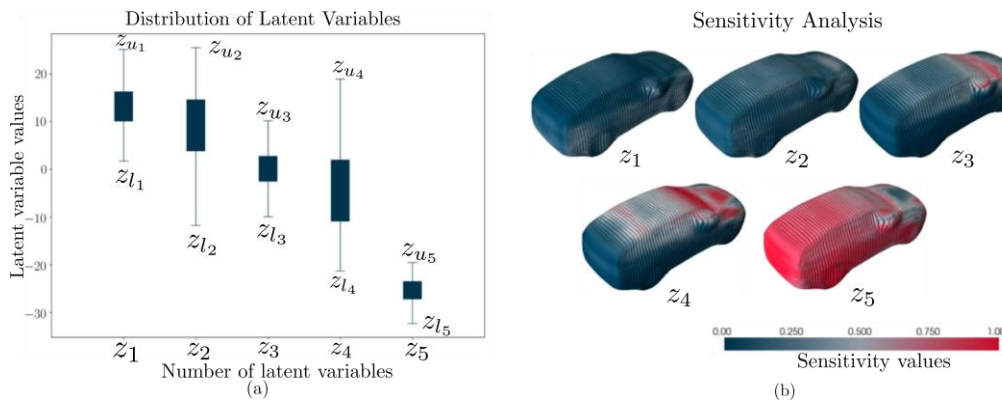 Distribution of Latent Variables
Latent variable values
20
10
0
−10
−20
−30
z_{u_1}
z_{l_1}
z_{u_2}
z_{l_2}
z_{u_3}
z_{l_3}
z_{u_4}
z_{l_4}
z_{u_5}
z_{l_5}
z_1 z_2 z_3 z_4 z_5
Number of latent variables
(a)
Sensitivity Analysis
z_1 z_2 z_3
z_4 z_5
0.00 0.250 0.500 0.750 1.00
Sensitivity values
(b)